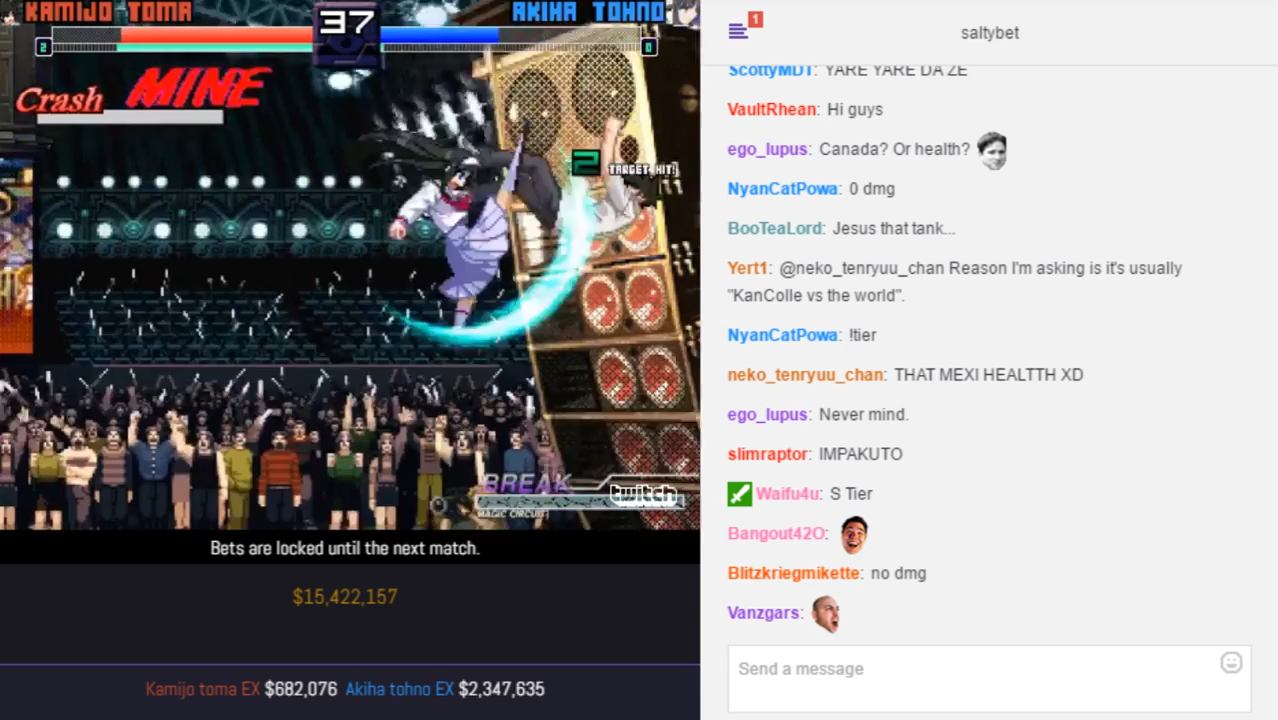 KAMIJO TOMA
37
AKIHA TOHNO
2
0
Crash MINE
2 TARGET HIT!
BREAK
MAGIC CIRCUIT
twitch
Bets are locked until the next match.
$15,422,157
Kamijo toma EX $682,076 Akiha tohno EX $2,347,635
1
saltybet
ScottyMDT: YARE YARE DA ZE
VaultRhean: Hi guys
ego_lupus: Canada? Or health?
NyanCatPowa: 0 dmg
BooTeaLord: Jesus that tank...
Yert1: @neko_tenryuu_chan Reason I'm asking is it's usually
"KanColle vs the world".
NyanCatPowa: !tier
neko_tenryuu_chan: THAT MEXI HEALTTH XD
ego_lupus: Never mind.
slimraptor: IMPAKUTO
Waifu4u: S Tier
Bangout42O:
Blitzkriegmikette: no dmg
Vanzgars:
Send a message